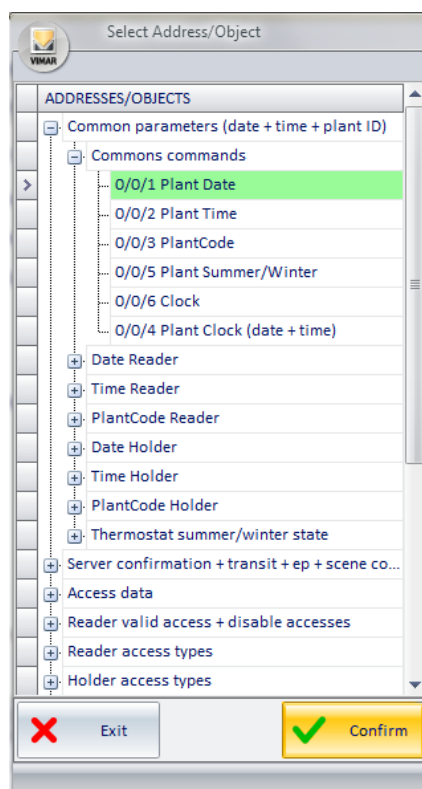 Select Address/Object
VIMAR
ADDRESSES/OBJECTS
Common parameters (date + time + plant ID)
Commons commands
0/0/1 Plant Date
0/0/2 Plant Time
0/0/3 PlantCode
0/0/5 Plant Summer/Winter
0/0/6 Clock
0/0/4 Plant Clock (date + time)
Date Reader
Time Reader
PlantCode Reader
Date Holder
Time Holder
PlantCode Holder
Thermostat summer/winter state
Server confirmation + transit + ep + scene co...
Access data
Reader valid access + disable accesses
Reader access types
Holder access types
Exit
Confirm